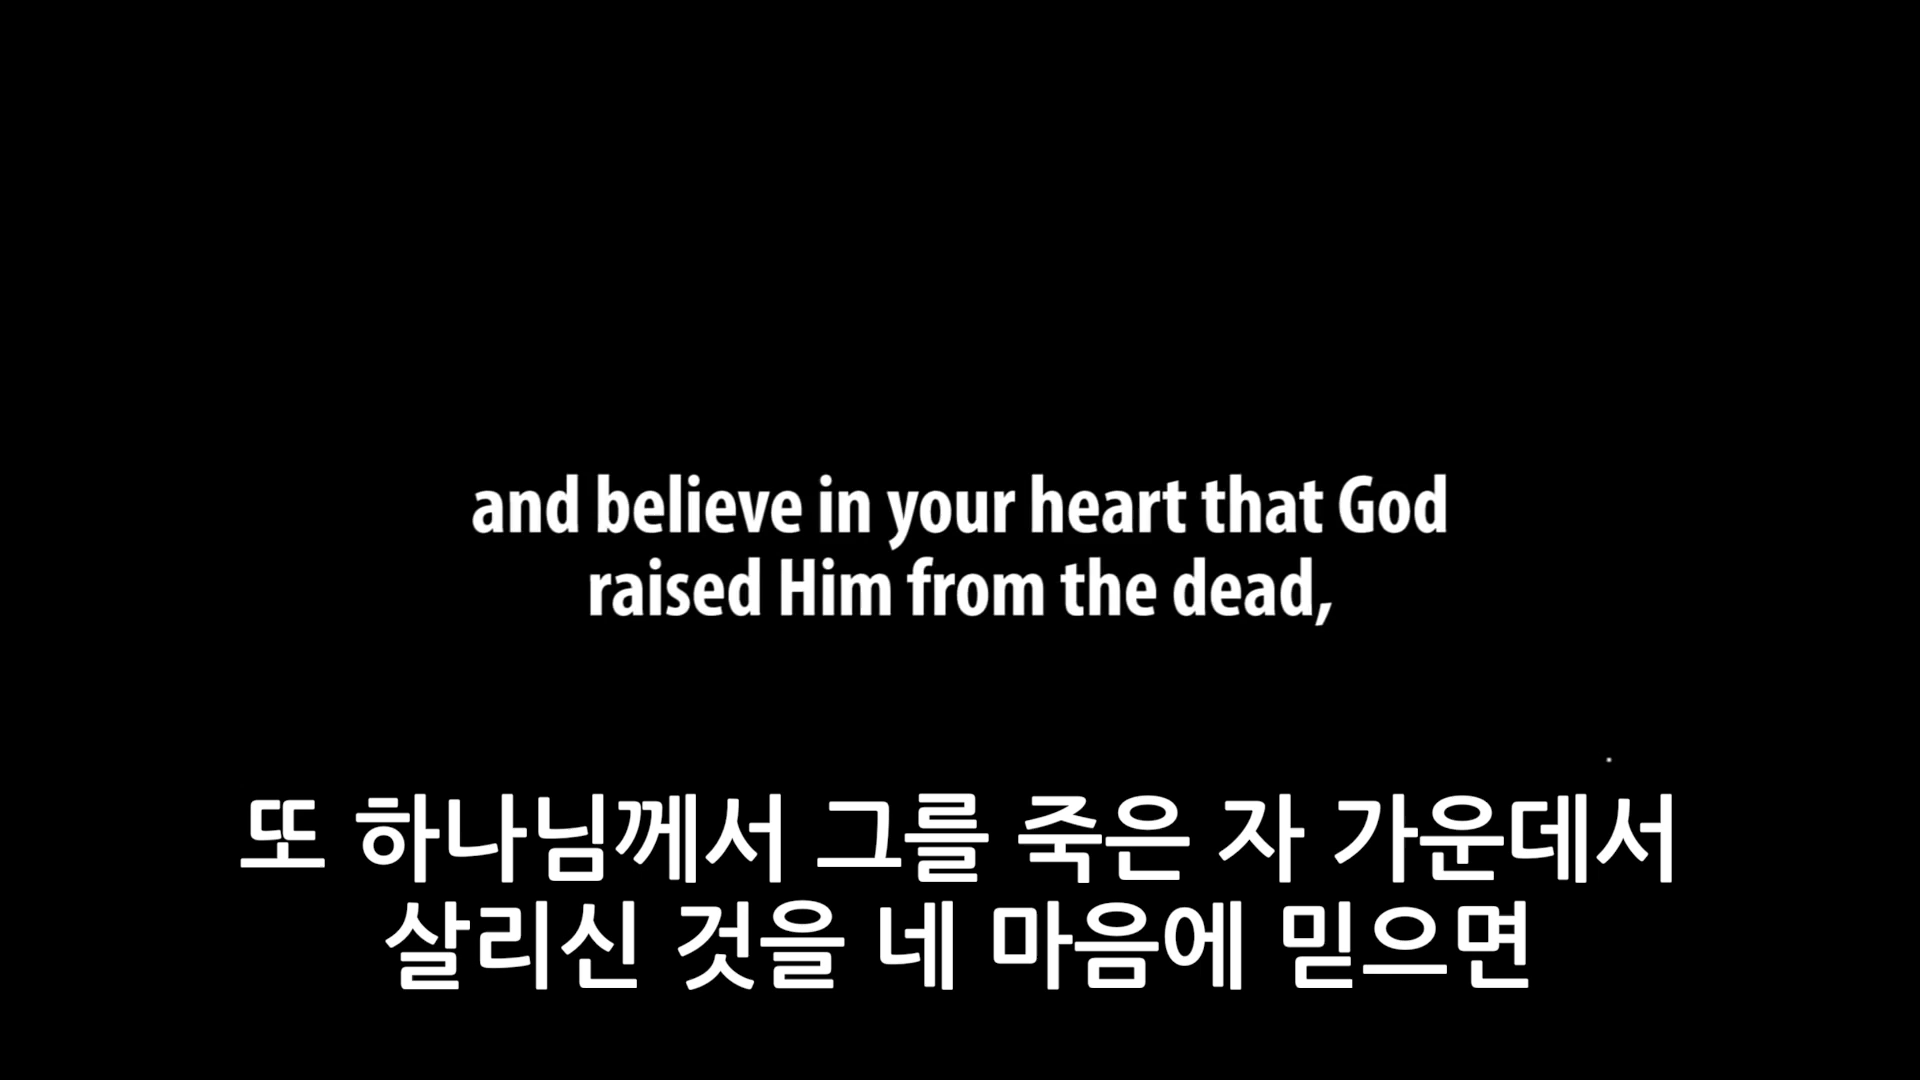 and believe in your heart that God
raised Him from the dead,
또 하나님께서 그를 죽은 자 가운데서
살리신 것을 네 마음에 믿으면